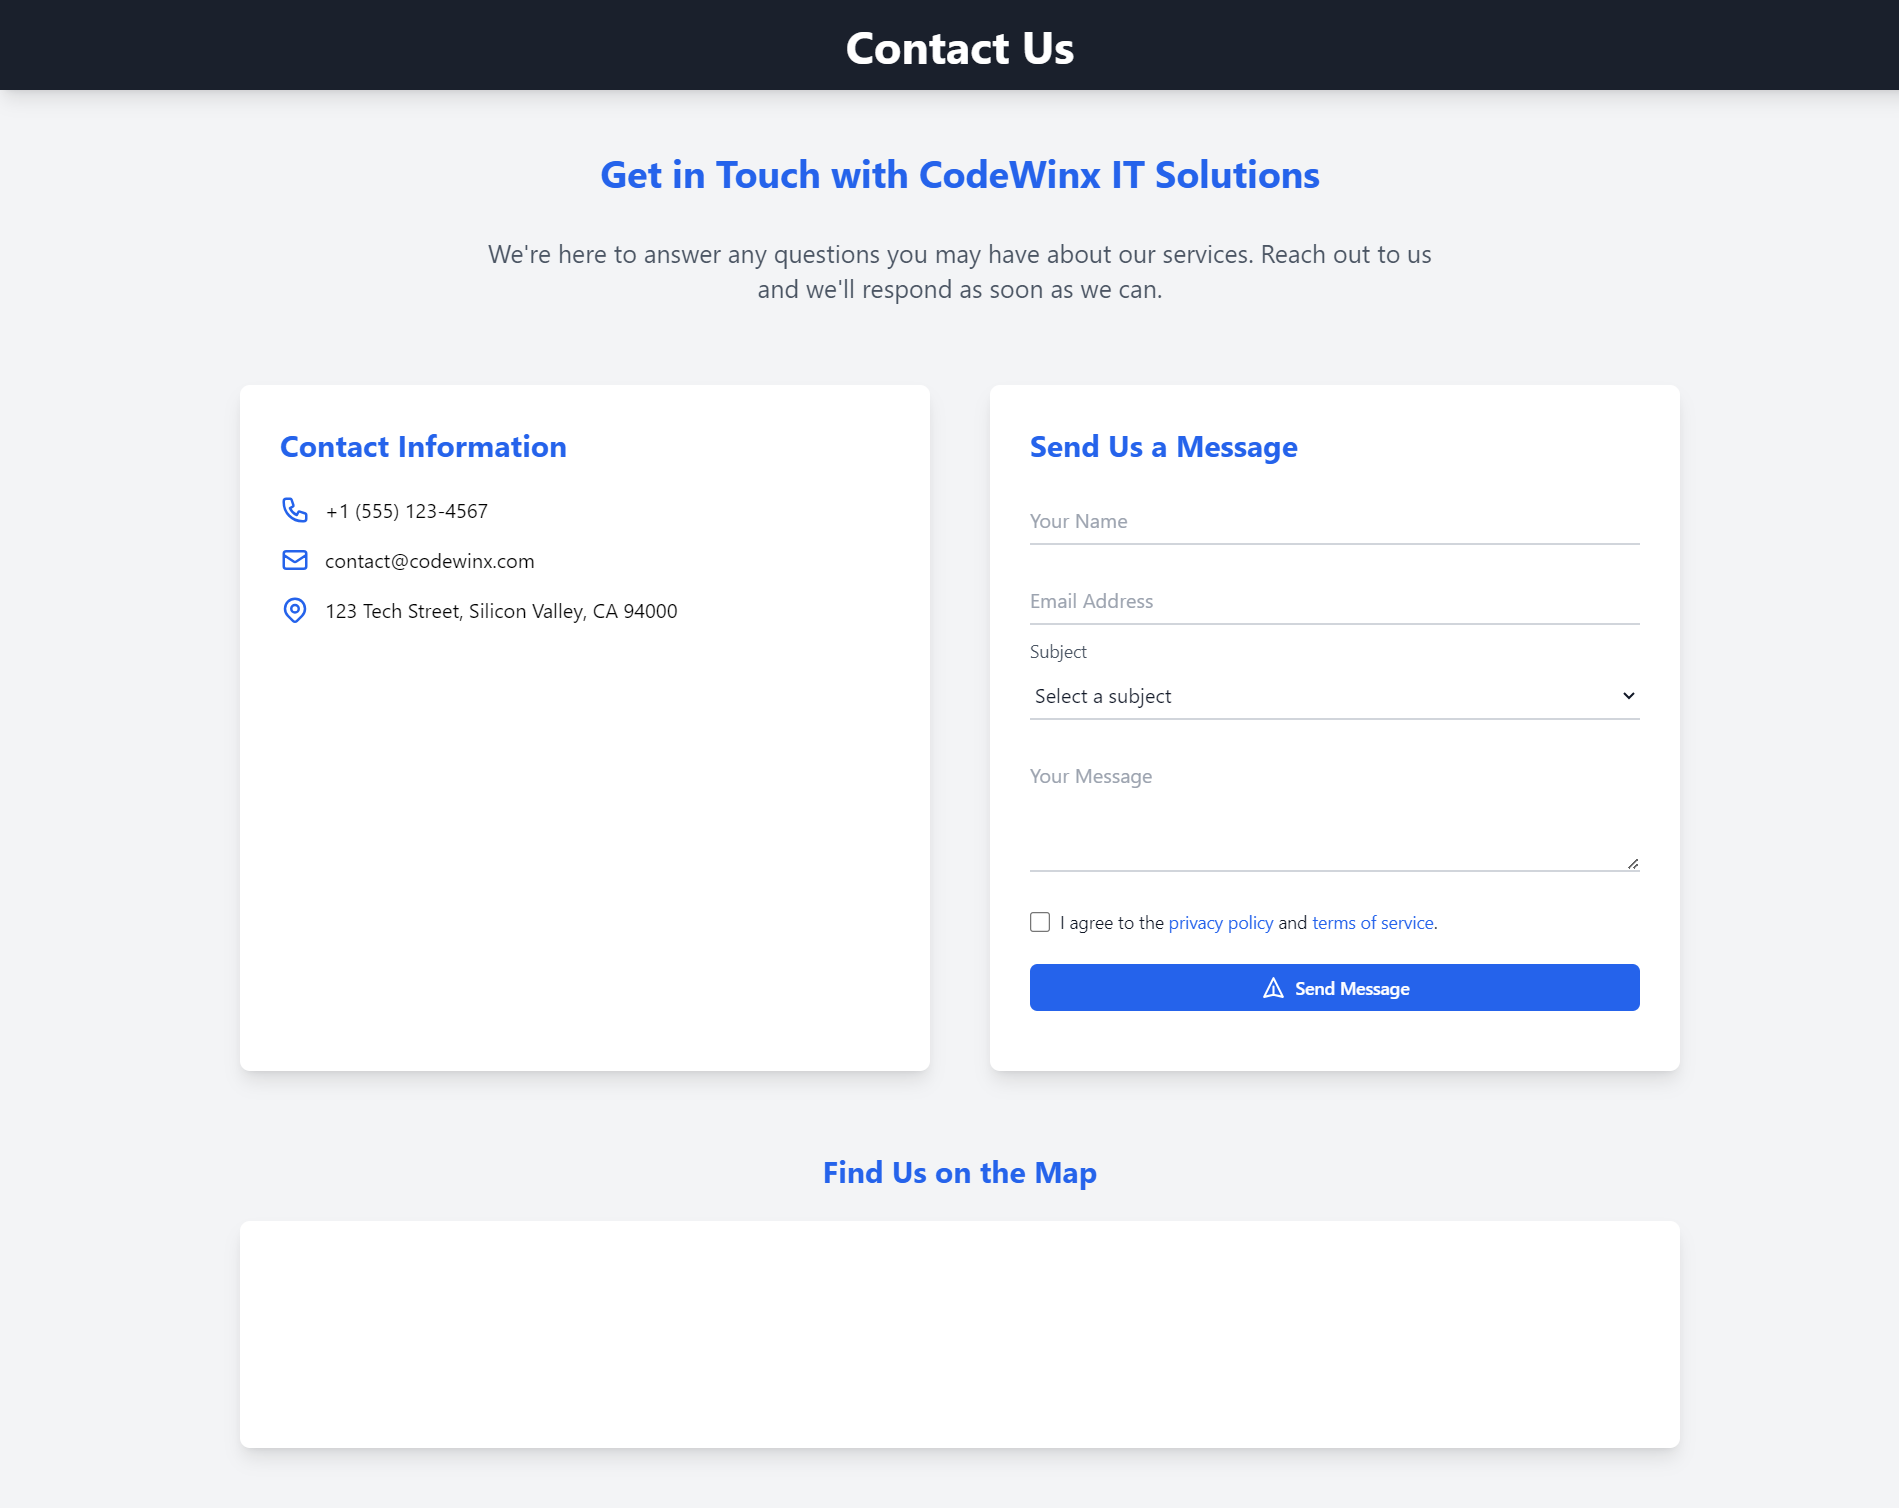 Contact Us
Get in Touch with CodeWinx IT Solutions
We're here to answer any questions you may have about our services. Reach out to us
and we'll respond as soon as we can.
Contact Information
+1 (555) 123-4567
contact@codewinx.com
123 Tech Street, Silicon Valley, CA 94000
Send Us a Message
Your Name
Email Address
Subject
Select a subject
Your Message
I agree to the privacy policy and terms of service.
Send Message
Find Us on the Map